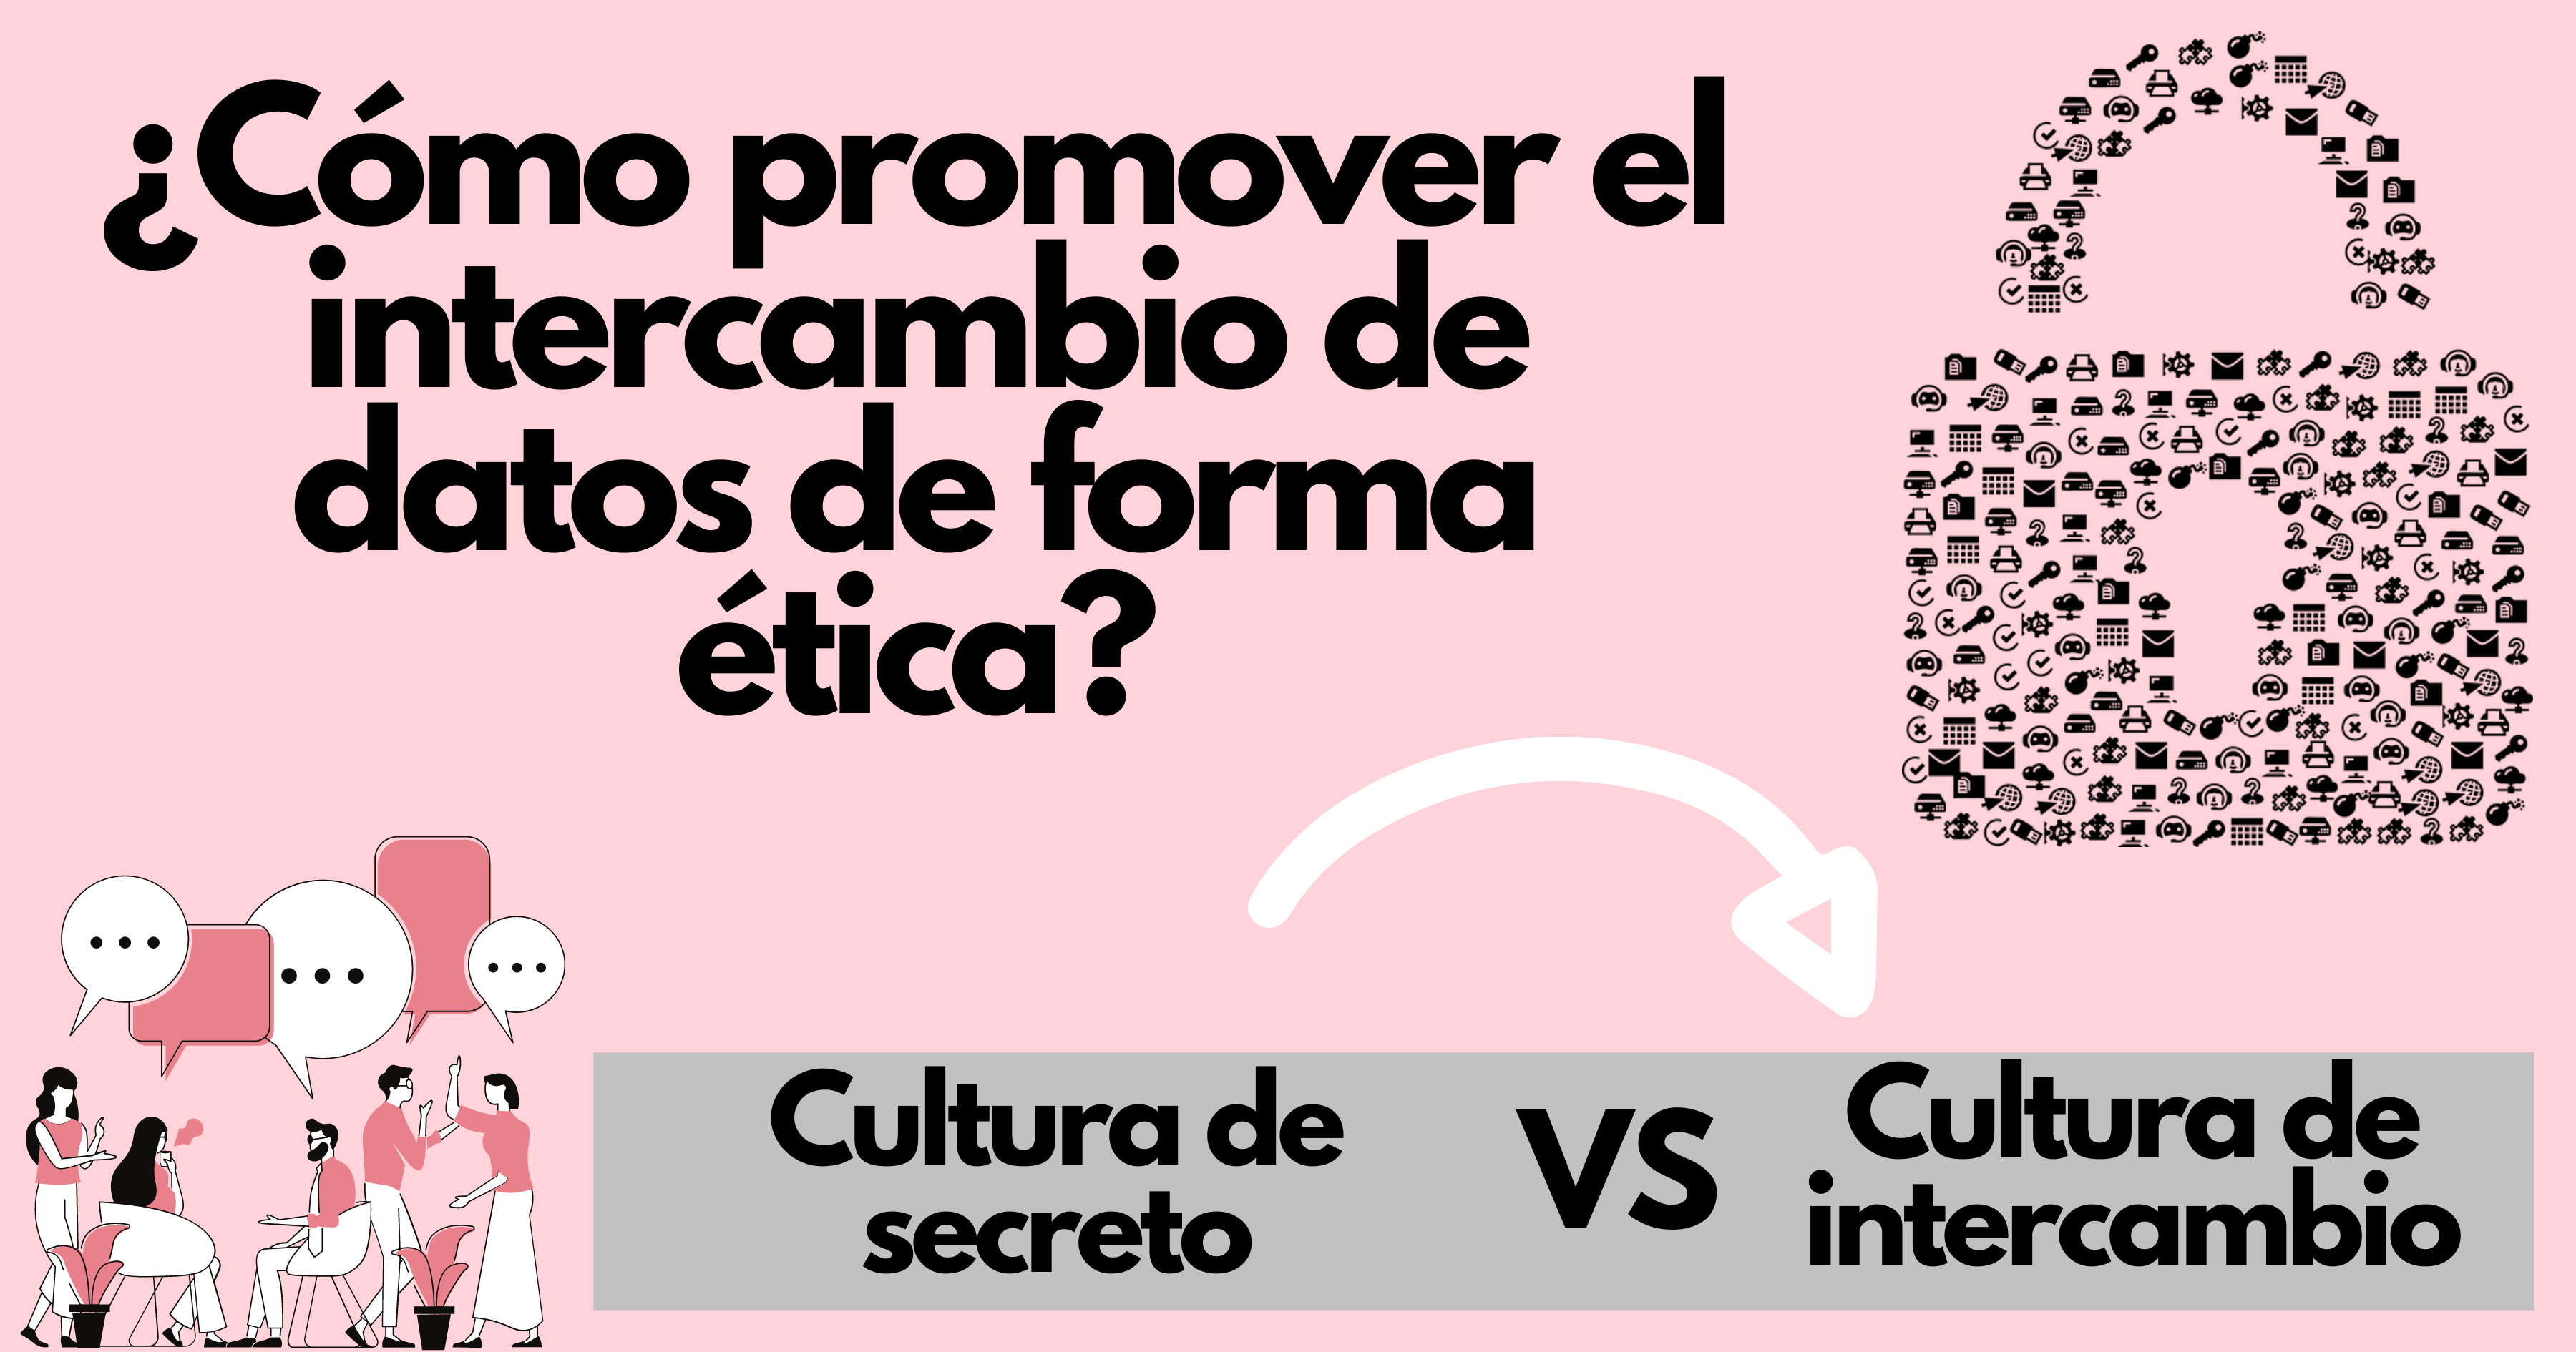 ¿Cómo promover el
intercambio de
datos de forma
ética?
Cultura de
secreto
VS
Cultura de
intercambio